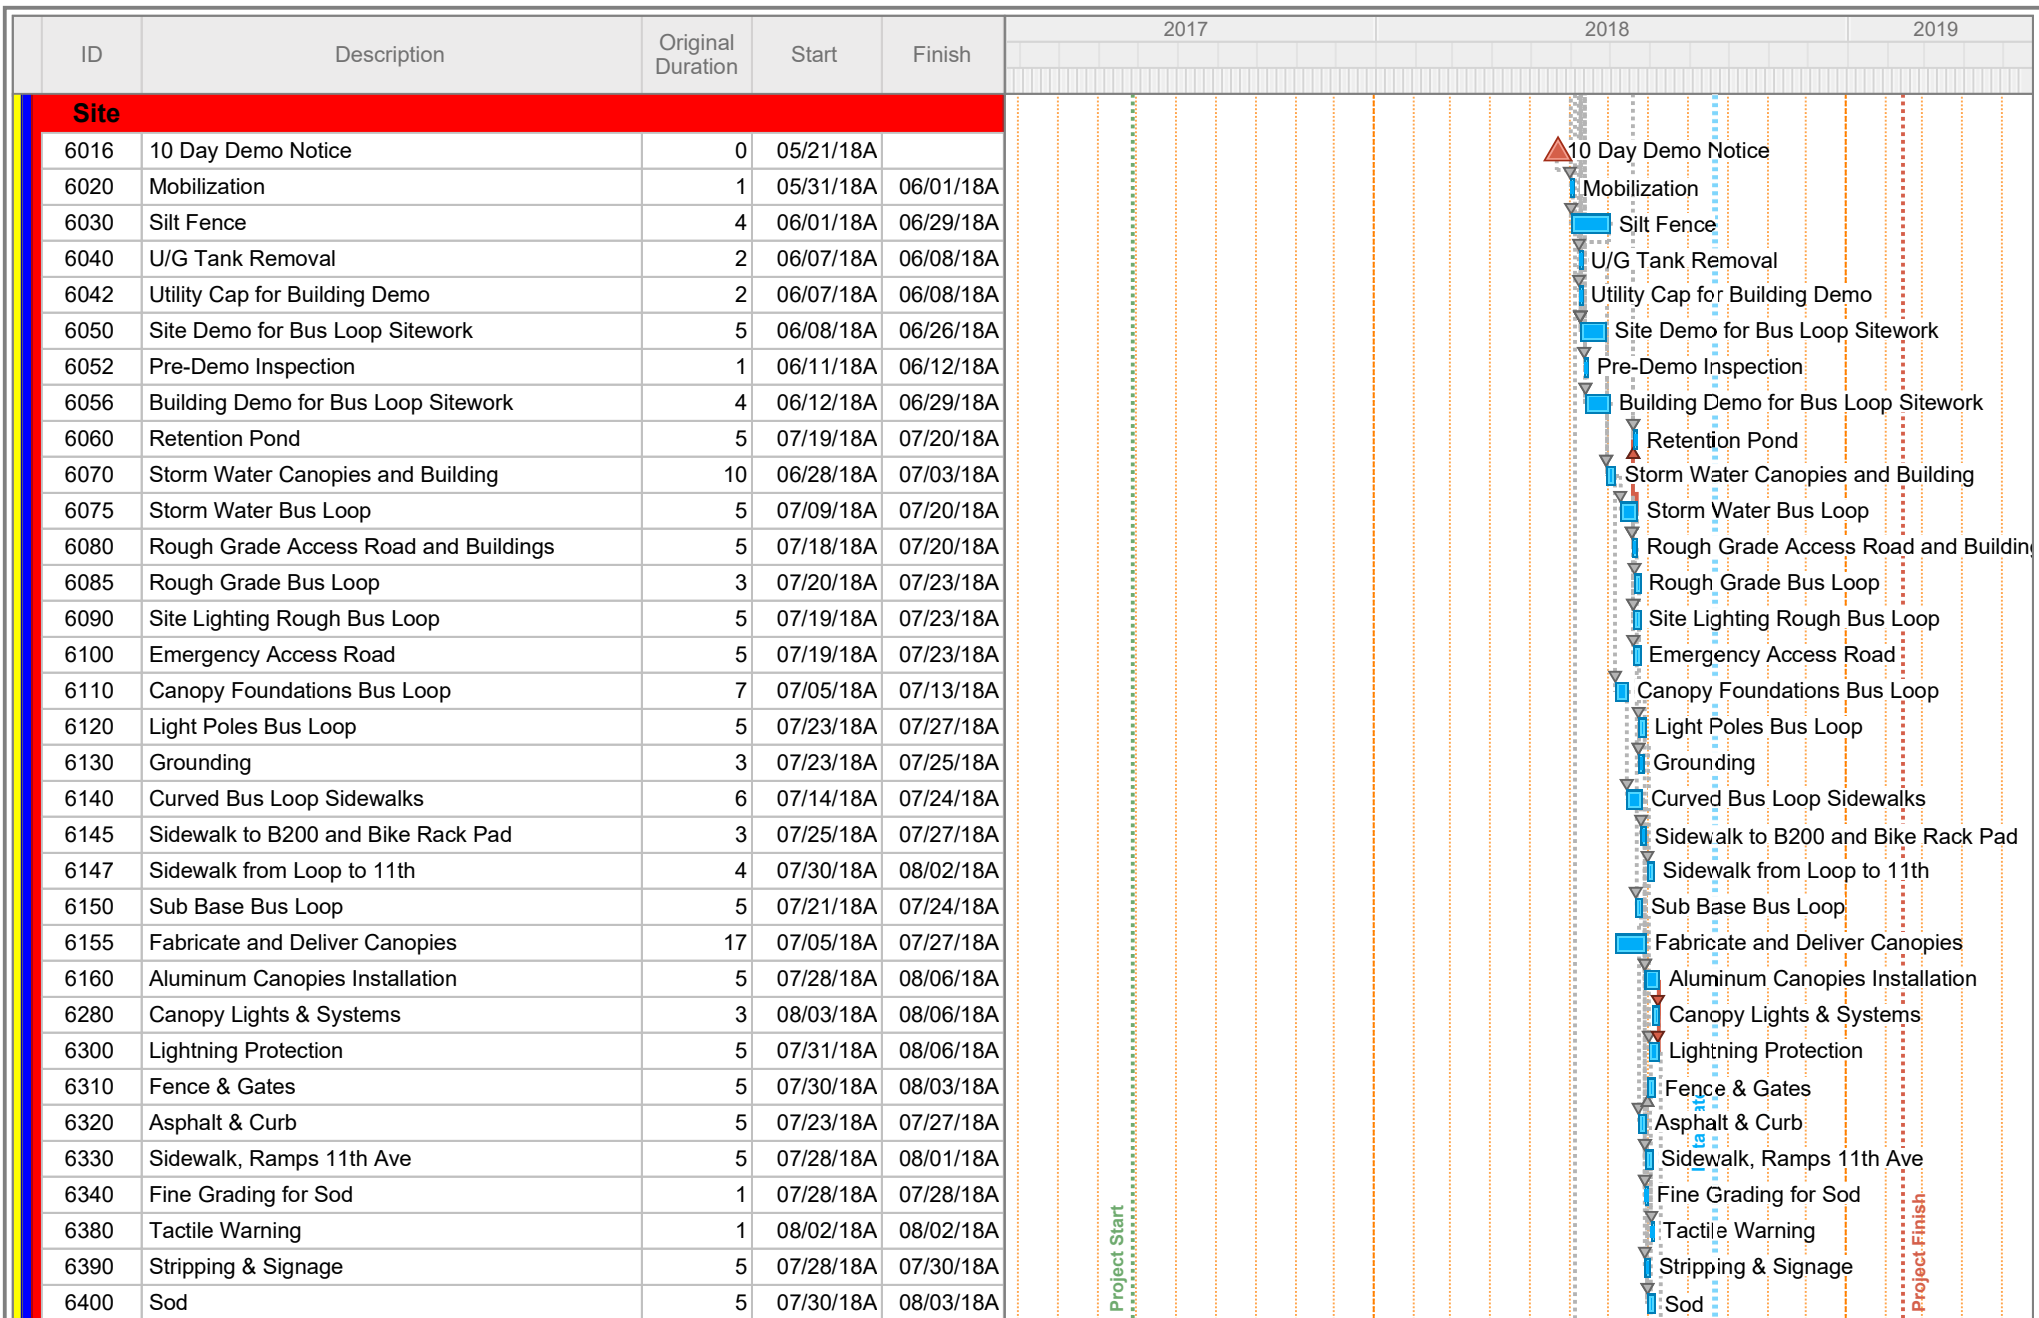 2017 2018 2019
ID Description Original Duration Start Finish
Site
6016 10 Day Demo Notice 0 05/21/18A 10 Day Demo Notice
6020 Mobilization 1 05/31/18A 06/01/18A Mobilization
6030 Silt Fence 4 06/01/18A 06/29/18A Silt Fence
6040 U/G Tank Removal 2 06/07/18A 06/08/18A U/G Tank Removal
6042 Utility Cap for Building Demo 2 06/07/18A 06/08/18A Utility Cap for Building Demo
6050 Site Demo for Bus Loop Sitework 5 06/08/18A 06/26/18A Site Demo for Bus Loop Sitework
6052 Pre-Demo Inspection 1 06/11/18A 06/12/18A Pre-Demo Inspection
6056 Building Demo for Bus Loop Sitework 4 06/12/18A 06/29/18A Building Demo for Bus Loop Sitework
6060 Retention Pond 5 07/19/18A 07/20/18A Retention Pond
6070 Storm Water Canopies and Building 10 06/28/18A 07/03/18A Storm Water Canopies and Building
6075 Storm Water Bus Loop 5 07/09/18A 07/20/18A Storm Water Bus Loop
6080 Rough Grade Access Road and Buildings 5 07/18/18A 07/20/18A Rough Grade Access Road and Buildin
6085 Rough Grade Bus Loop 3 07/20/18A 07/23/18A Rough Grade Bus Loop
6090 Site Lighting Rough Bus Loop 5 07/19/18A 07/23/18A Site Lighting Rough Bus Loop
6100 Emergency Access Road 5 07/19/18A 07/23/18A Emergency Access Road
6110 Canopy Foundations Bus Loop 7 07/05/18A 07/13/18A Canopy Foundations Bus Loop
6120 Light Poles Bus Loop 5 07/23/18A 07/27/18A Light Poles Bus Loop
6130 Grounding 3 07/23/18A 07/25/18A Grounding
6140 Curved Bus Loop Sidewalks 6 07/14/18A 07/24/18A Curved Bus Loop Sidewalks
6145 Sidewalk to B200 and Bike Rack Pad 3 07/25/18A 07/27/18A Sidewalk to B200 and Bike Rack Pad
6147 Sidewalk from Loop to 11th 4 07/30/18A 08/02/18A Sidewalk from Loop to 11th
6150 Sub Base Bus Loop 5 07/21/18A 07/24/18A Sub Base Bus Loop
6155 Fabricate and Deliver Canopies 17 07/05/18A 07/27/18A Fabricate and Deliver Canopies
6160 Aluminum Canopies Installation 5 07/28/18A 08/06/18A Aluminum Canopies Installation
6280 Canopy Lights & Systems 3 08/03/18A 08/06/18A Canopy Lights & Systems
6300 Lightning Protection 5 07/31/18A 08/06/18A Lightning Protection
6310 Fence & Gates 5 07/30/18A 08/03/18A Fence & Gates
6320 Asphalt & Curb 5 07/23/18A 07/27/18A Asphalt & Curb
6330 Sidewalk, Ramps 11th Ave 5 07/28/18A 08/01/18A Sidewalk, Ramps 11th Ave
6340 Fine Grading for Sod 1 07/28/18A 07/28/18A Fine Grading for Sod
6380 Tactile Warning 1 08/02/18A 08/02/18A Tactile Warning
6390 Stripping & Signage 5 07/28/18A 07/30/18A Stripping & Signage
6400 Sod 5 07/30/18A 08/03/18A Sod
Project Start
Project Finish